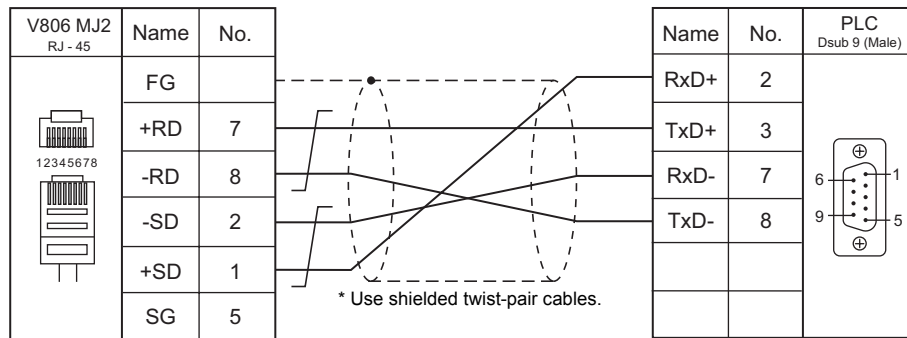 V806 MJ2
RJ - 45
Name No.
FG
+RD 7
-RD 8
-SD 2
+SD 1
SG 5
12345678
* Use shielded twist-pair cables.
Name No.
PLC
Dsub 9 (Male)
RxD+ 2
TxD+ 3
RxD- 7
TxD- 8
6 1
9 5